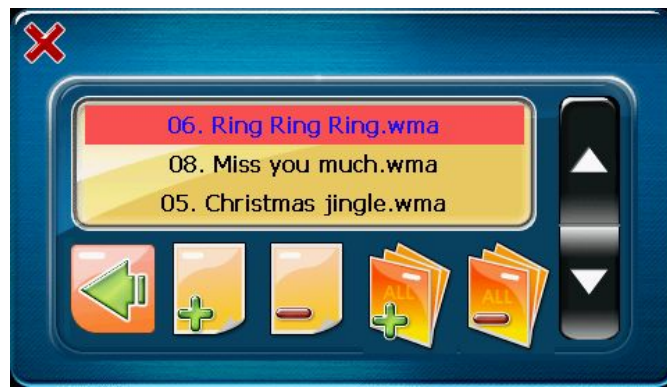 06. Ring Ring Ring.wma
08. Miss you much.wma
05. Christmas jingle.wma
ALL
ALL